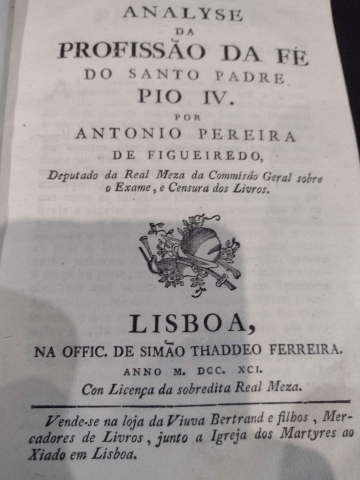 ANALYSE
DA
PROFISSÃO DA FÉ
DO SANTO PADRE
PIO IV.
POR
ANTONIO PEREIRA
DE FIGUEIREDO,
Deputado da Real Meza da Commisão Geral sobre
o Exame, e Censura dos Livros.
LISBOA,
NA OFFIC. DE SIMÃO THADDEO FERREIRA.
ANNO M. DCC. XCI.
Con Licença da sobredita Real Meza.
Vende-se na loja da Viuva Bertrand e filhos, Mer-
cadores de Livros, junto a Igreja dos Martyres ao
Xiado em Lisboa.